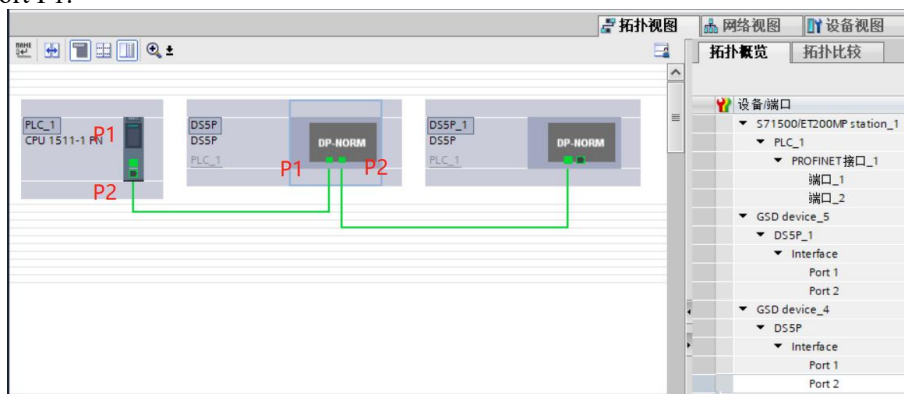 ort P1.
拓扑视图 网络视图 设备视图
NAME
拓扑概览 拓扑比较
设备/端口
S71500/ET200MP station_1
PLC_1
PROFINET接口_1
端口_1
端口_2
GSD device_5
DS5P_1
Interface
Port 1
Port 2
GSD device_4
DS5P
Interface
Port 1
Port 2
PLC_1
CPU 1511-1 PN
P1
P2
DS5P
DS5P
PLC_1
DP-NORM
P1 P2
DS5P_1
DS5P
PLC_1
DP-NORM